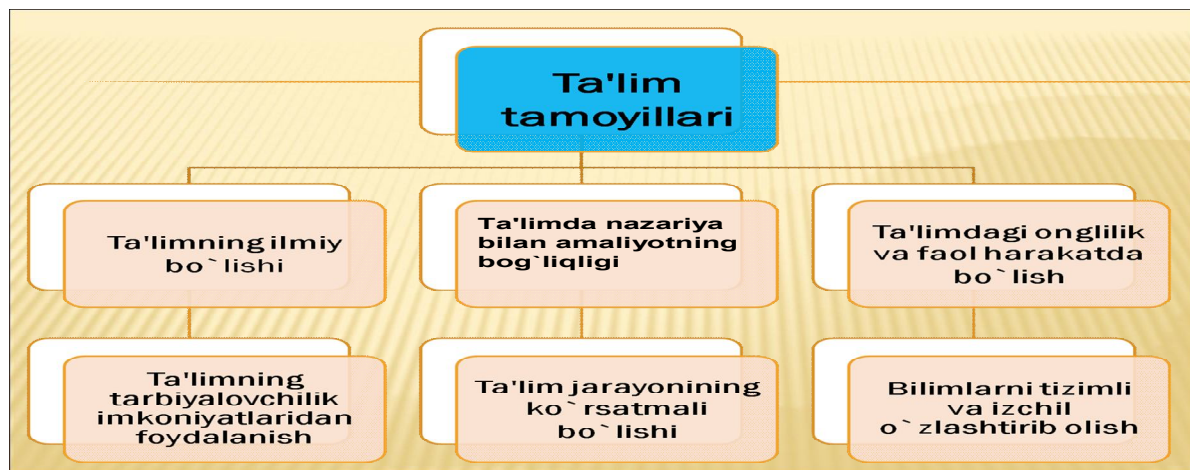 Ta'lim
tamoyillari
Ta'limning ilmiy
bo`lishi
Ta'limda nazariya
bilan amaliyotning
bog`liqligi
Ta'limdagi onglilik
va faol harakatda
bo`lish
Ta'limning
tarbiyalovchilik
imkoniyatlaridan
foydalanish
Ta'lim jarayonining
ko`rsatmali
bo`lishi
Bilimlarni tizimli
va izchil
o`zlashtirib olish